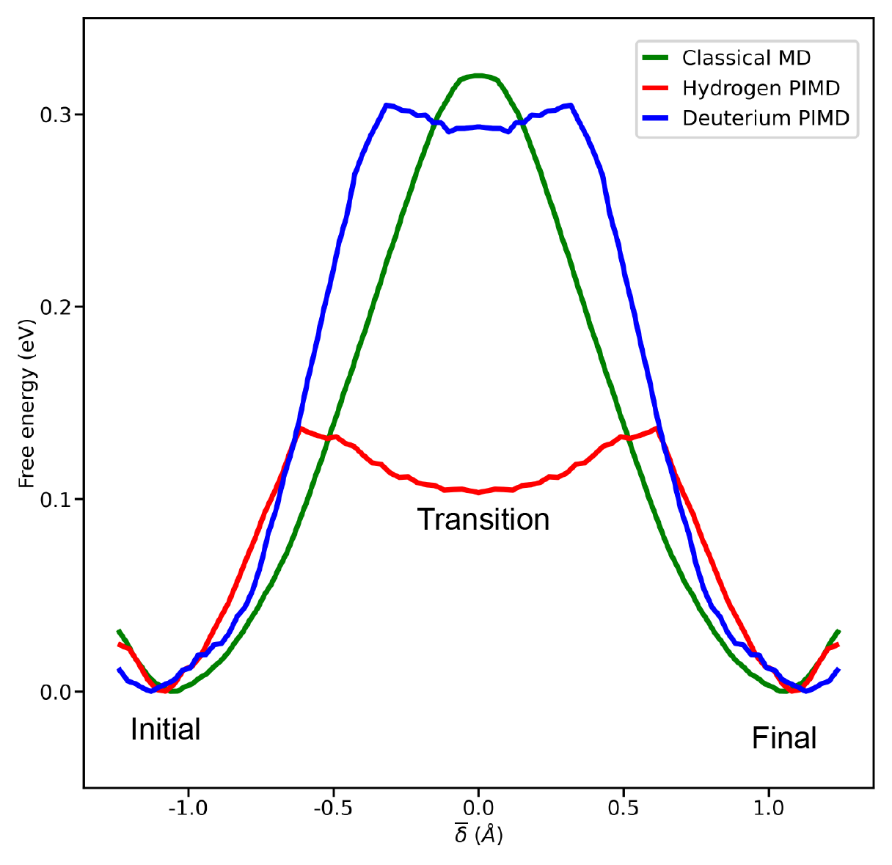 Classical MD
Hydrogen PIMD
Deuterium PIMD
0.3
0.2
0.1
0.0
Free energy (eV)
Transition
Initial
Final
-1.0
-0.5
0.0
0.5
1.0
δ̅ (Å)